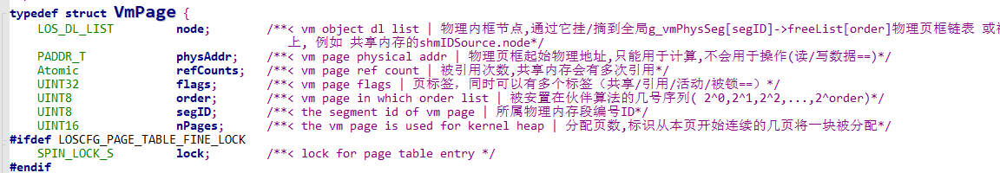 typedef struct VmPage {
LOS_DL_LIST node; /**< vm object dl list | 物理内框节点,通过它挂/摘到全局g_vmPhysSeg[segID]->freeList[order]物理页框链表 或
上, 例如 共享内存的shmIDSource.node*/
PADDR_T physAddr; /**< vm page physical addr | 物理页框起始物理地址,只能用于计算,不会用于操作(读/写数据==)*/
Atomic refCounts; /**< vm page ref count | 被引用次数,共享内存会有多次引用*/
UINT32 flags; /**< vm page flags | 页标签，同时可以有多个标签（共享/引用/活动/被锁==）*/
UINT8 order; /**< vm page in which order list | 被安置在伙伴算法的几号序列( 2^0,2^1,2^2,...,2^order)*/
UINT8 segID; /**< the segment id of vm page | 所属物理内存段编号ID*/
UINT16 nPages; /**< the vm page is used for kernel heap | 分配页数,标识从本页开始连续的几页将一块被分配*/
#ifdef LOSCFG_PAGE_TABLE_FINE_LOCK
SPIN_LOCK_S lock; /**< lock for page table entry */
#endif